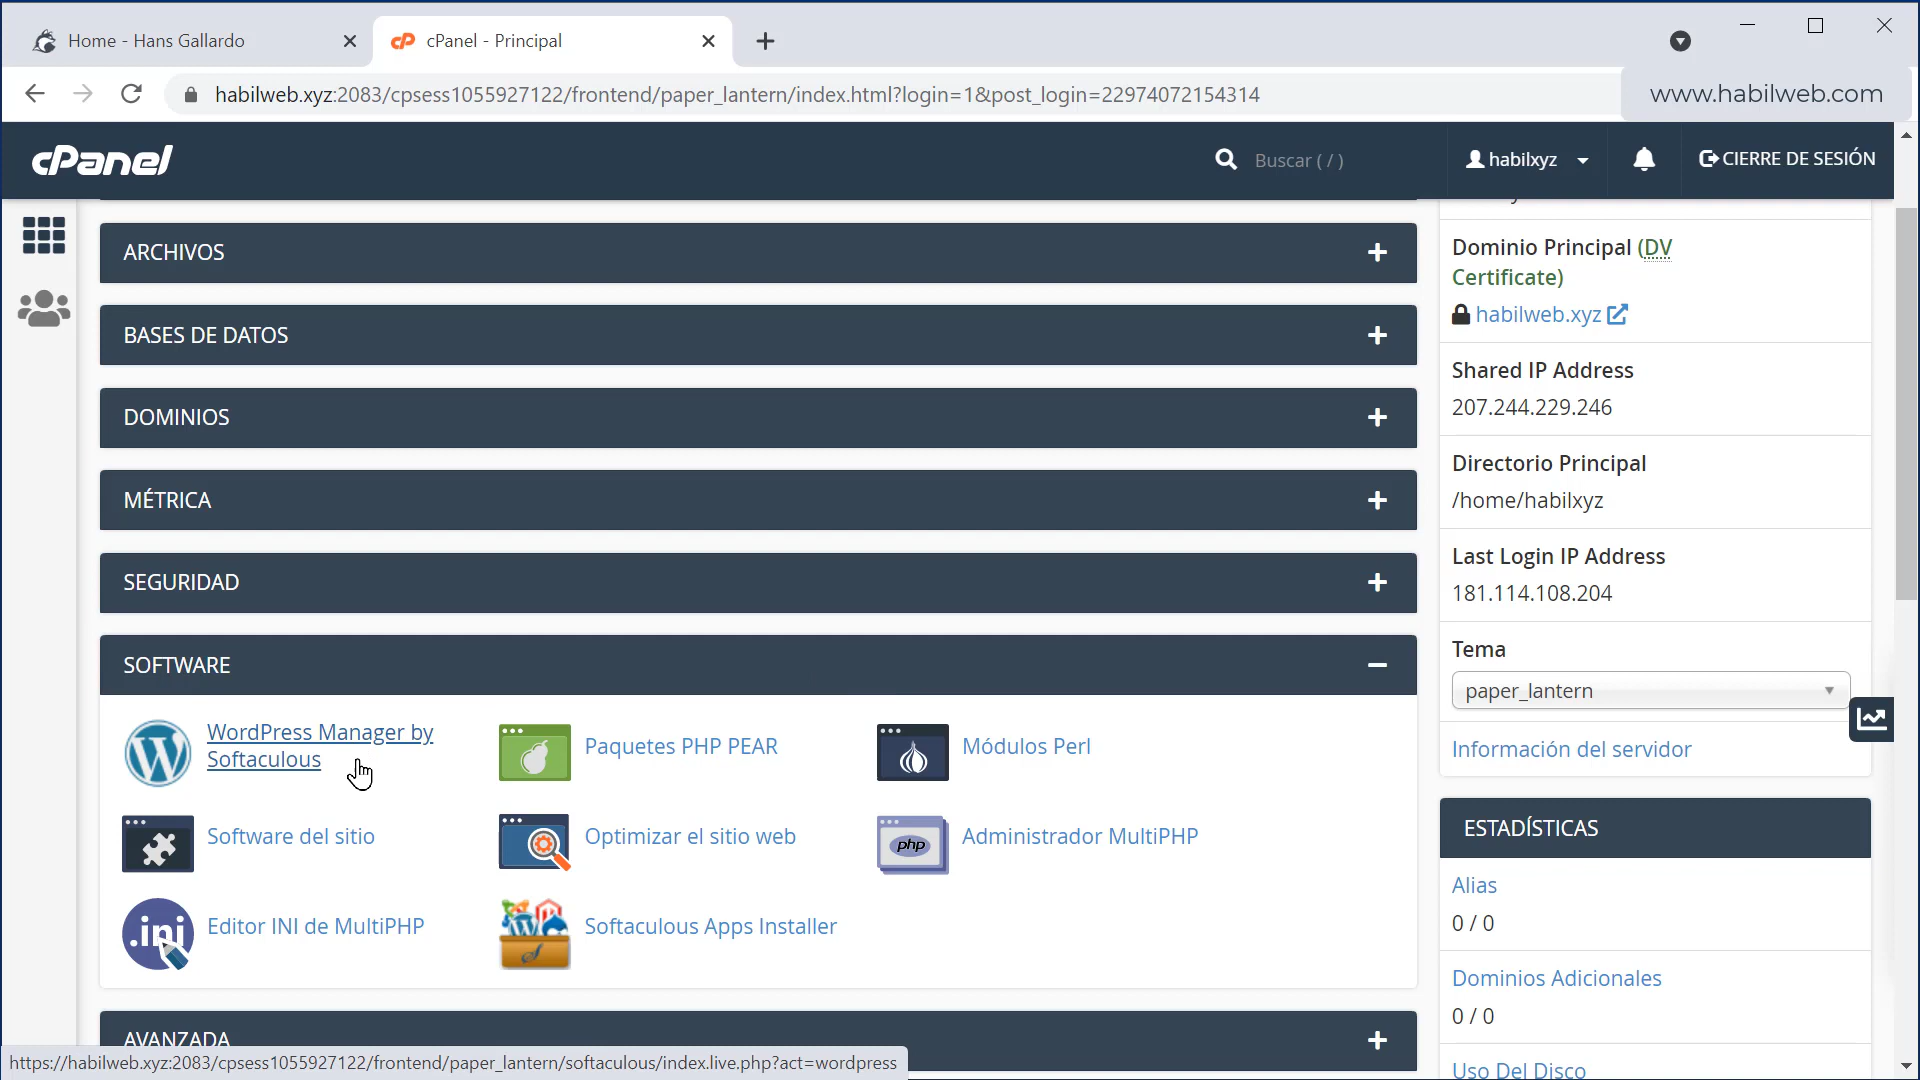 Home - Hans Gallardo
cPanel - Principal
habilweb.xyz:2083/cpsess1055927122/frontend/paper_lantern/index.html?login=1&post_login=22974072154314
www.habilweb.com
cPanel
Buscar ( / )
habilxyz
CIERRE DE SESIÓN
ARCHIVOS
BASES DE DATOS
DOMINIOS
MÉTRICA
SEGURIDAD
SOFTWARE
WordPress Manager by
Softaculous
Paquetes PHP PEAR
Módulos Perl
Software del sitio
Optimizar el sitio web
php
Administrador MultiPHP
.ini
Editor INI de MultiPHP
Softaculous Apps Installer
AVANZADA
https://habilweb.xyz:2083/cpsess1055927122/frontend/paper_lantern/softaculous/index.live.php?act=wordpress
Dominio Principal (DV
Certificate)
habilweb.xyz
Shared IP Address
207.244.229.246
Directorio Principal
/home/habilxyz
Last Login IP Address
181.114.108.204
Tema
paper_lantern
Información del servidor
ESTADÍSTICAS
Alias
0 / 0
Dominios Adicionales
0 / 0
Uso Del Disco